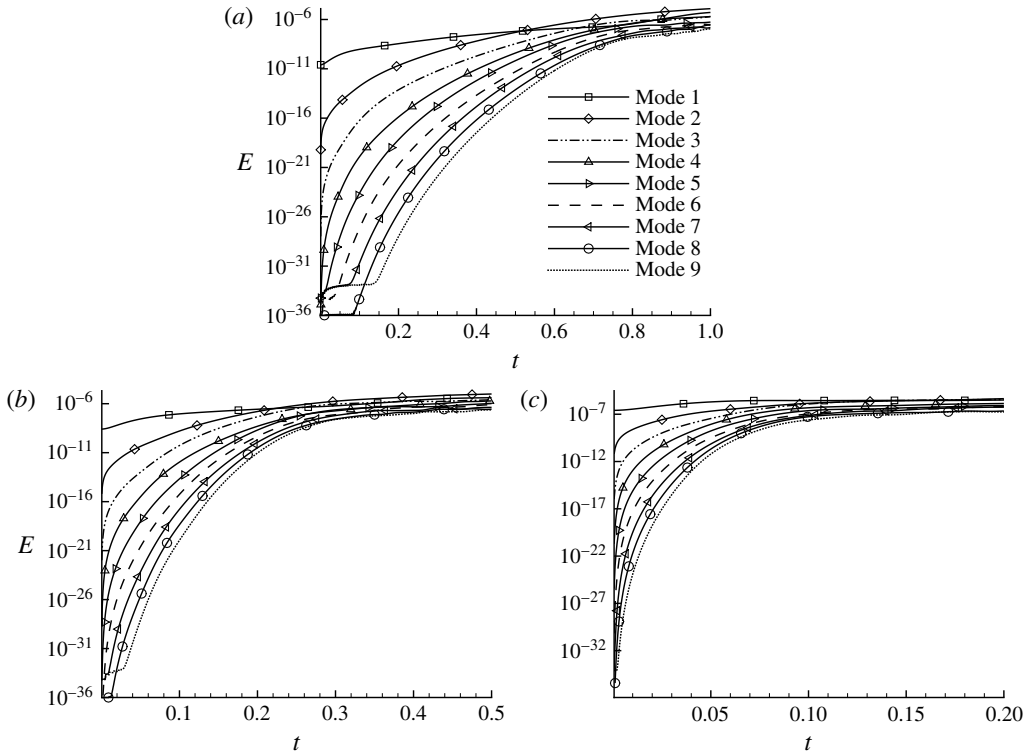 (a)
10⁻⁶
10⁻¹¹
10⁻¹⁶
E
10⁻²¹
10⁻²⁶
10⁻³¹
10⁻³⁶
Mode 1
Mode 2
Mode 3
Mode 4
Mode 5
Mode 6
Mode 7
Mode 8
Mode 9
0.2 0.4 0.6 0.8 1.0
t
(b)
10⁻⁶
10⁻¹¹
10⁻¹⁶
E
10⁻²¹
10⁻²⁶
10⁻³¹
10⁻³⁶
0.1 0.2 0.3 0.4 0.5
t
(c)
10⁻⁷
10⁻¹²
10⁻¹⁷
10⁻²²
10⁻²⁷
10⁻³²
0.05 0.10 0.15 0.20
t